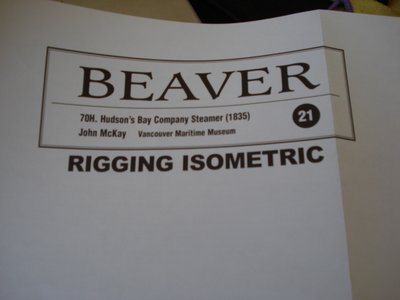 BEAVER
70H. Hudson's Bay Company Steamer (1835)
John McKay Vancouver Maritime Museum
21
RIGGING ISOMETRIC